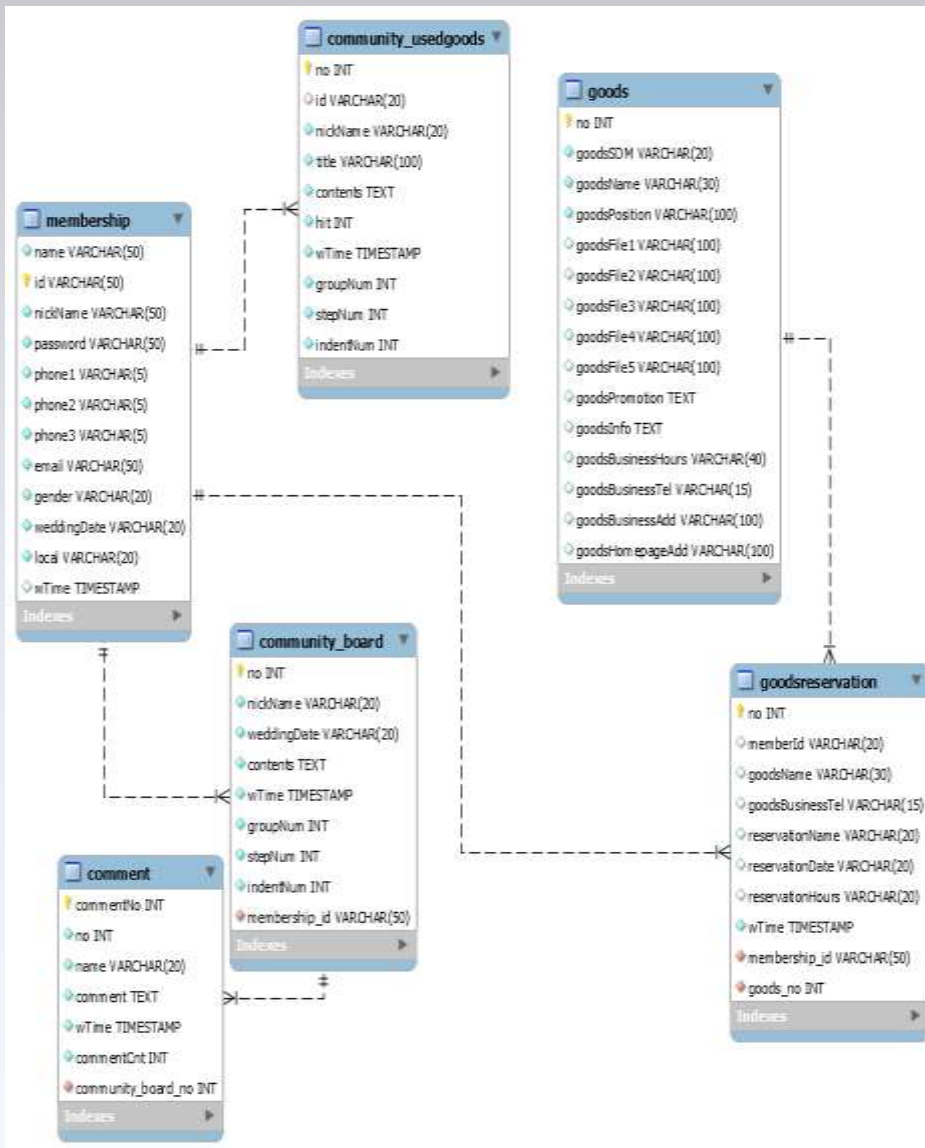 community_usedgoods
no INT
id VARCHAR(20)
nickName VARCHAR(20)
title VARCHAR(100)
contents TEXT
hit INT
wTime TIMESTAMP
groupNum INT
stepNum INT
indentNum INT
Indexes
goods
no INT
goodsSDM VARCHAR(20)
goodsName VARCHAR(30)
goodsPosition VARCHAR(100)
goodsFile1 VARCHAR(100)
goodsFile2 VARCHAR(100)
goodsFile3 VARCHAR(100)
goodsFile4 VARCHAR(100)
goodsFile5 VARCHAR(100)
goodsPromotion TEXT
goodsInfo TEXT
goodsBusinessHours VARCHAR(40)
goodsBusinessTel VARCHAR(15)
goodsBusinessAdd VARCHAR(100)
goodsHomepageAdd VARCHAR(100)
Indexes
membership
name VARCHAR(50)
id VARCHAR(50)
nickName VARCHAR(50)
password VARCHAR(50)
phone1 VARCHAR(5)
phone2 VARCHAR(5)
phone3 VARCHAR(5)
email VARCHAR(50)
gender VARCHAR(20)
weddingDate VARCHAR(20)
local VARCHAR(20)
wTime TIMESTAMP
Indexes
community_board
no INT
nickName VARCHAR(20)
weddingDate VARCHAR(20)
contents TEXT
wTime TIMESTAMP
groupNum INT
stepNum INT
indentNum INT
membership_id VARCHAR(50)
Indexes
goodsreservation
no INT
memberId VARCHAR(20)
goodsName VARCHAR(30)
goodsBusinessTel VARCHAR(15)
reservationName VARCHAR(20)
reservationDate VARCHAR(20)
reservationHours VARCHAR(20)
wTime TIMESTAMP
membership_id VARCHAR(50)
goods_no INT
Indexes
comment
commentNo INT
no INT
name VARCHAR(20)
comment TEXT
wTime TIMESTAMP
commentCnt INT
community_board_no INT
Indexes